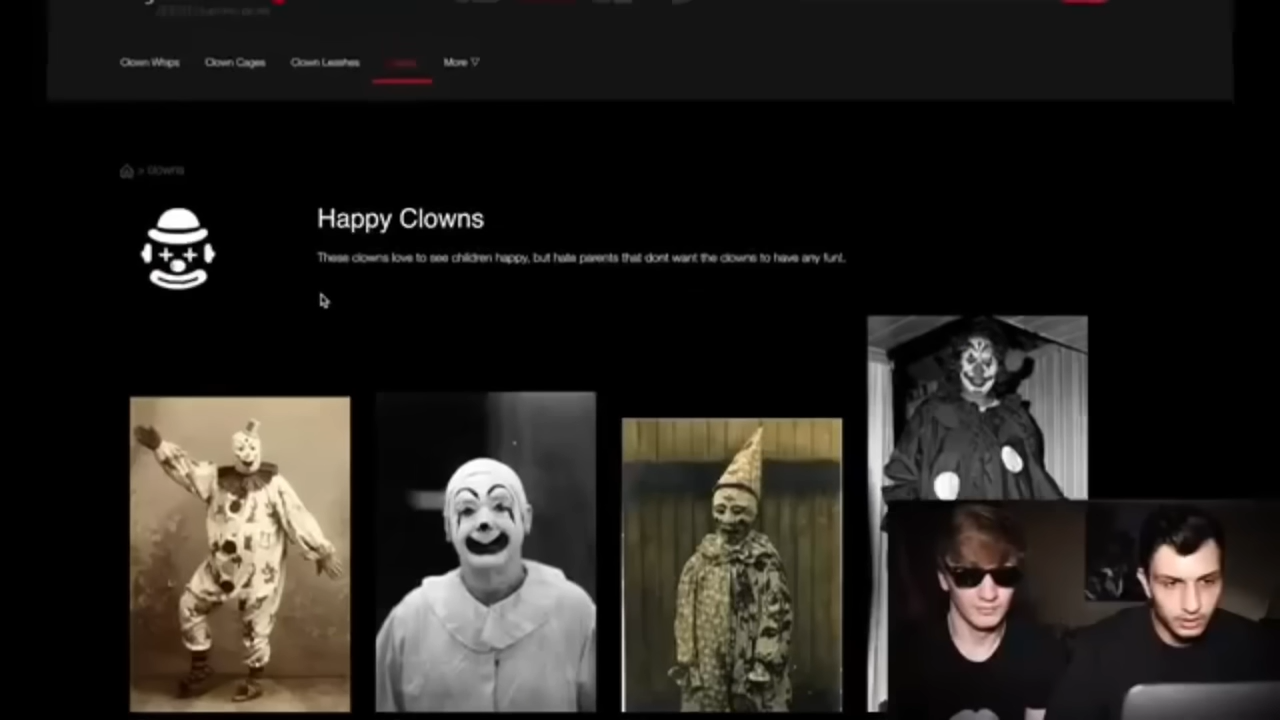 Clown Whips Clown Cages Clown Leashes More ▽
> clowns
Happy Clowns
These clowns love to see children happy, but hate parents that dont want the clowns to have any fun!.